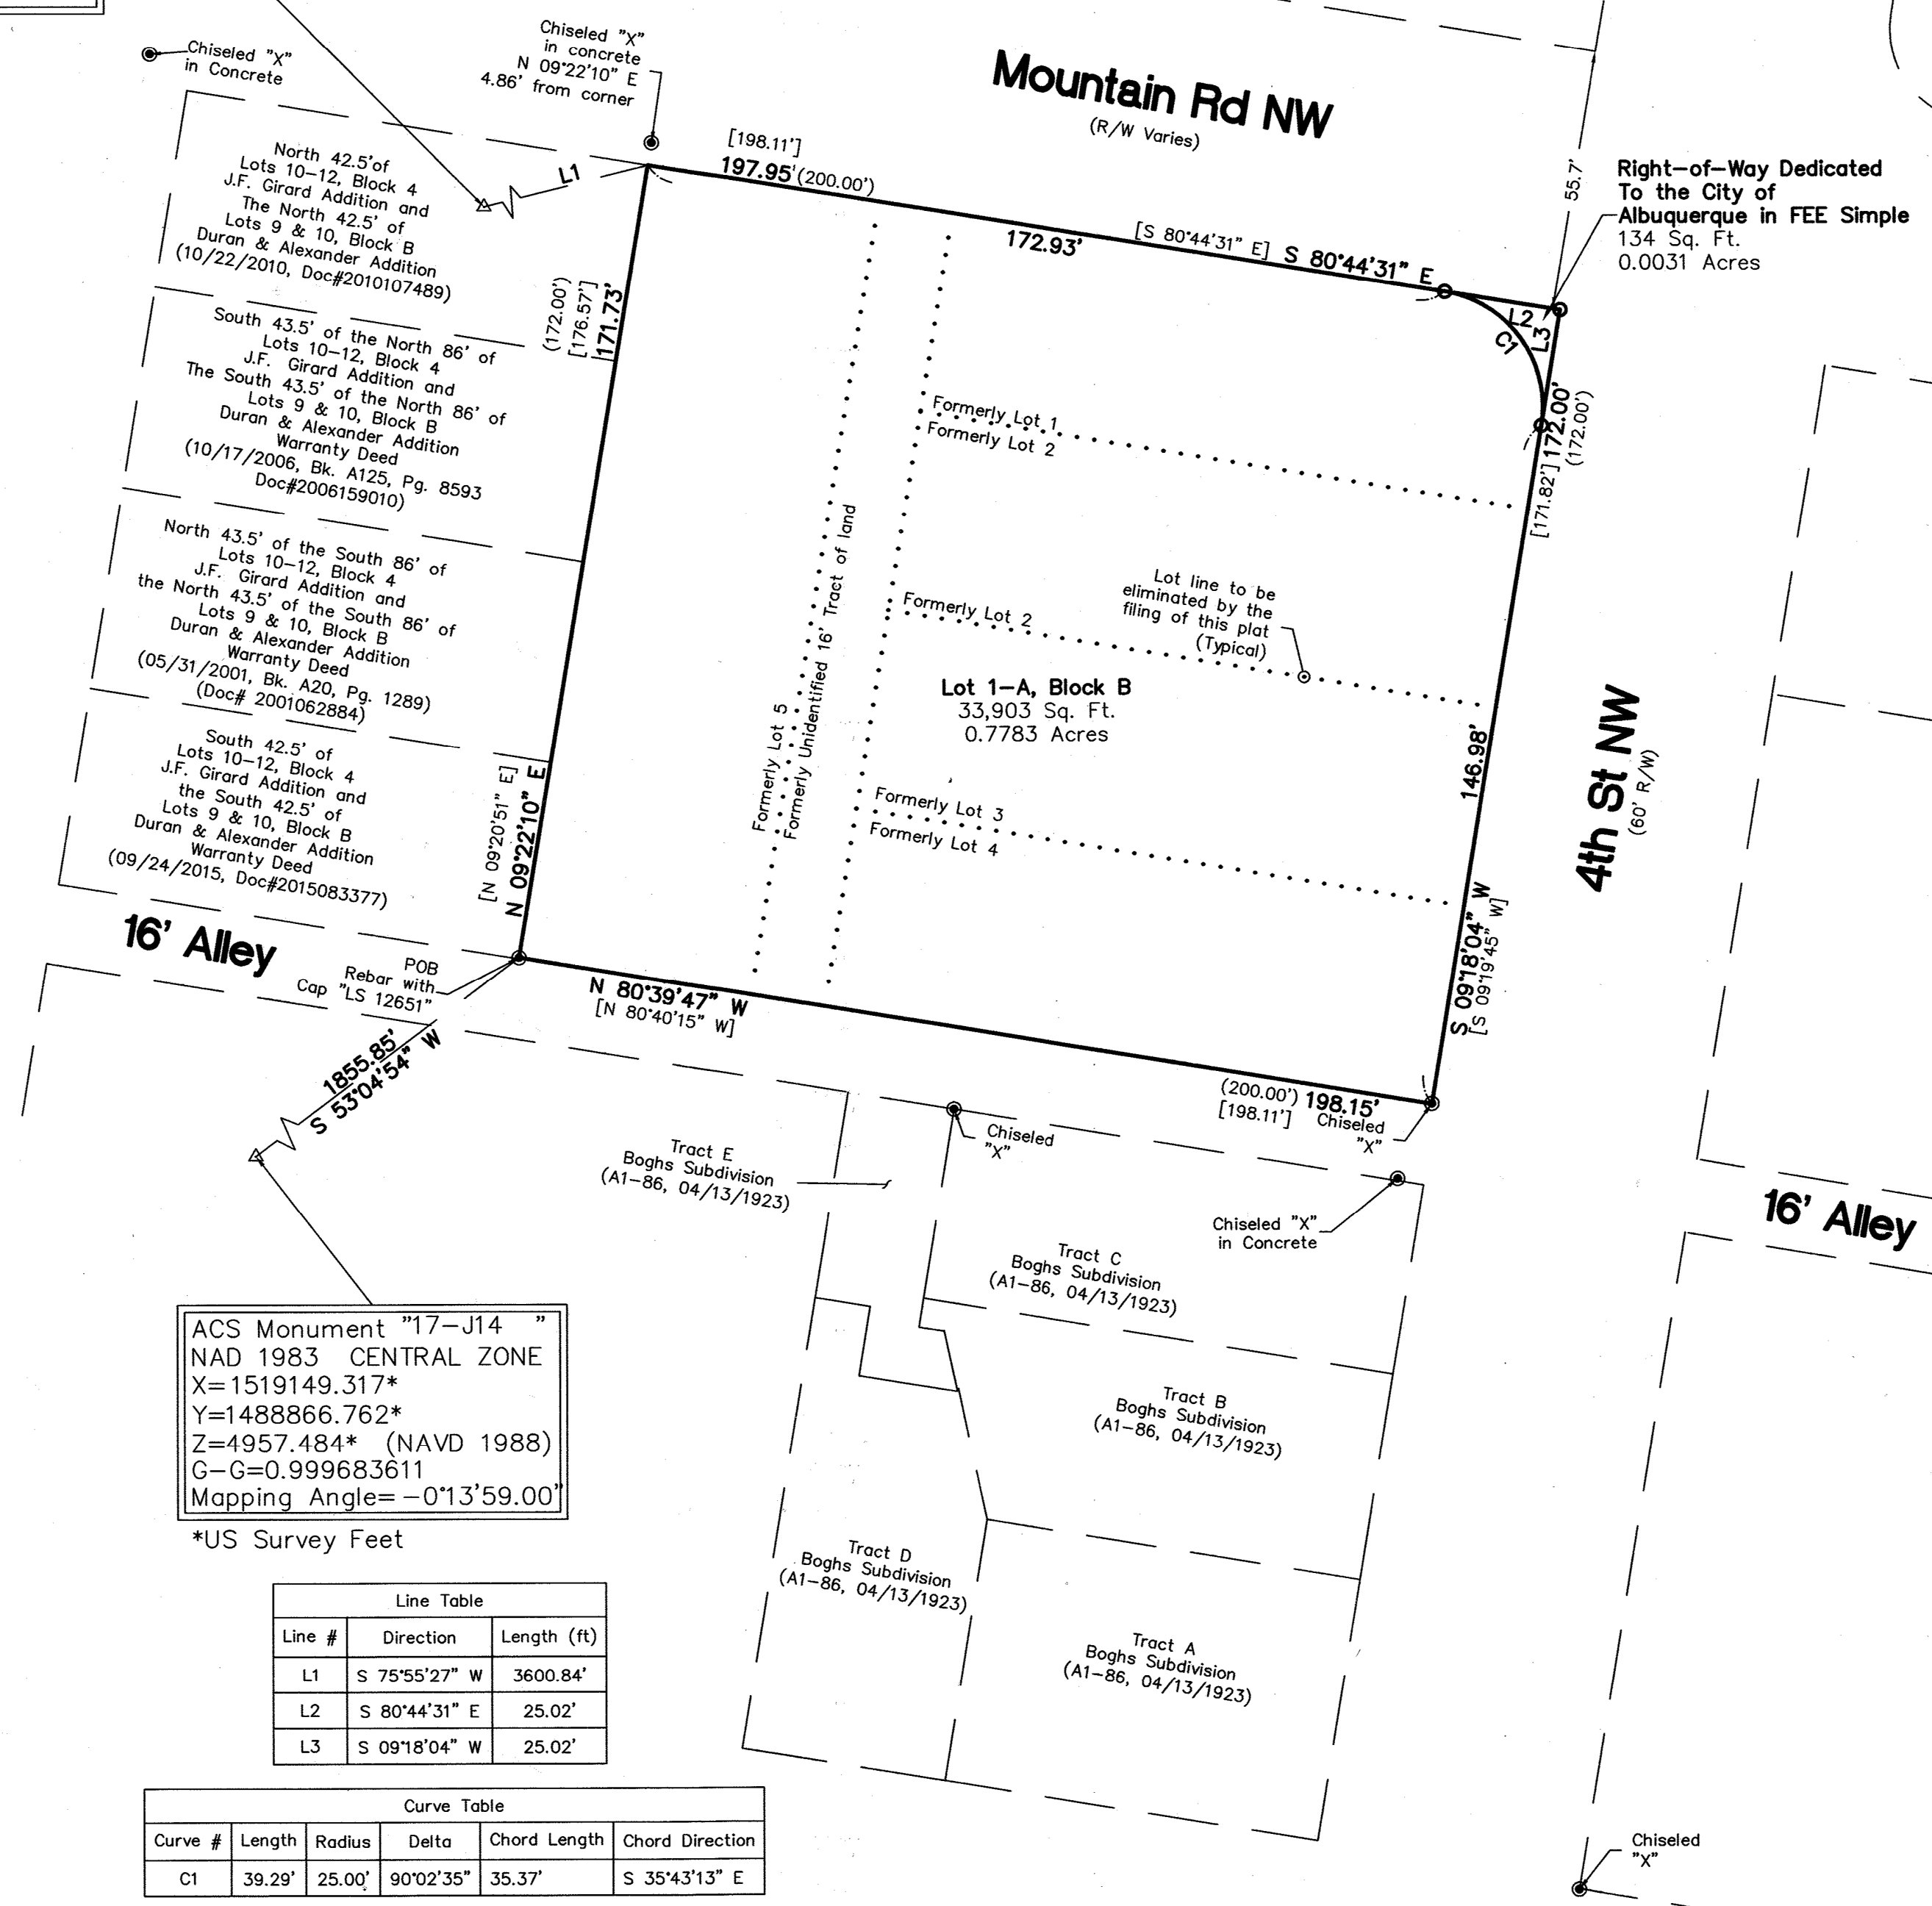 Chiseled "X"
in Concrete
Chiseled "X"
in concrete
N 09°22'10" E
4.86' from corner
Mountain Rd NW
(R/W Varies)
[198.11']
197.95'(200.00')
172.93'
[S 80°44'31" E] S 80°44'31" E
55.7'
Right-of-Way Dedicated
To the City of
Albuquerque in FEE Simple
134 Sq. Ft.
0.0031 Acres
L1
L2
L3
C1
North 42.5'of
Lots 10-12, Block 4
J.F. Girard Addition and
The North 42.5' of
Lots 9 & 10, Block B
Duran & Alexander Addition
(10/22/2010, Doc#2010107489)
(172.00')
[176.57']
171.73'
South 43.5' of the North 86' of
Lots 10-12, Block 4
J.F. Girard Addition and
The South 43.5' of the North 86' of
Lots 9 & 10, Block B
Duran & Alexander Addition
Warranty Deed
(10/17/2006, Bk. A125, Pg. 8593
Doc#2006159010)
North 43.5' of the South 86' of
Lots 10-12, Block 4
J.F. Girard Addition and
the North 43.5' of the South 86' of
Lots 9 & 10, Block B
Duran & Alexander Addition
Warranty Deed
(05/31/2001, Bk. A20, Pg. 1289)
(Doc# 2001062884)
South 42.5' of
Lots 10-12, Block 4
J.F. Girard Addition and
the South 42.5' of
Lots 9 & 10, Block B
Duran & Alexander Addition
Warranty Deed
(09/24/2015, Doc#2015083377)
[N 09°20'51" E]
N 09°22'10" E
Formerly Lot 1
Formerly Lot 2
Formerly Lot 2
Lot line to be
eliminated by the
filing of this plat
(Typical)
Formerly Lot 5
Formerly Unidentified 16' Tract of land
Lot 1-A, Block B
33,903 Sq. Ft.
0.7783 Acres
Formerly Lot 3
Formerly Lot 4
[171.82'] 172.00'
(172.00')
146.98'
S 09°18'04" W
[S 09°19'45" W]
4th St NW
(60' R/W)
16' Alley
POB
Rebar with
Cap "LS 12651"
N 80°39'47" W
[N 80°40'15" W]
1855.85'
S 53°04'54" W
(200.00') 198.15'
[198.11']
Chiseled
"X"
Chiseled
"X"
Chiseled "X"
in Concrete
16' Alley
Tract E
Boghs Subdivision
(A1-86, 04/13/1923)
Tract C
Boghs Subdivision
(A1-86, 04/13/1923)
Tract B
Boghs Subdivision
(A1-86, 04/13/1923)
Tract D
Boghs Subdivision
(A1-86, 04/13/1923)
Tract A
Boghs Subdivision
(A1-86, 04/13/1923)
ACS Monument "17-J14 "
NAD 1983 CENTRAL ZONE
X=1519149.317*
Y=1488866.762*
Z=4957.484* (NAVD 1988)
G-G=0.999683611
Mapping Angle= -0°13'59.00"
*US Survey Feet
Line Table
Line # Direction Length (ft)
L1 S 75°55'27" W 3600.84'
L2 S 80°44'31" E 25.02'
L3 S 09°18'04" W 25.02'
Curve Table
Curve # Length Radius Delta Chord Length Chord Direction
C1 39.29' 25.00' 90°02'35" 35.37' S 35°43'13" E
Chiseled
"X"